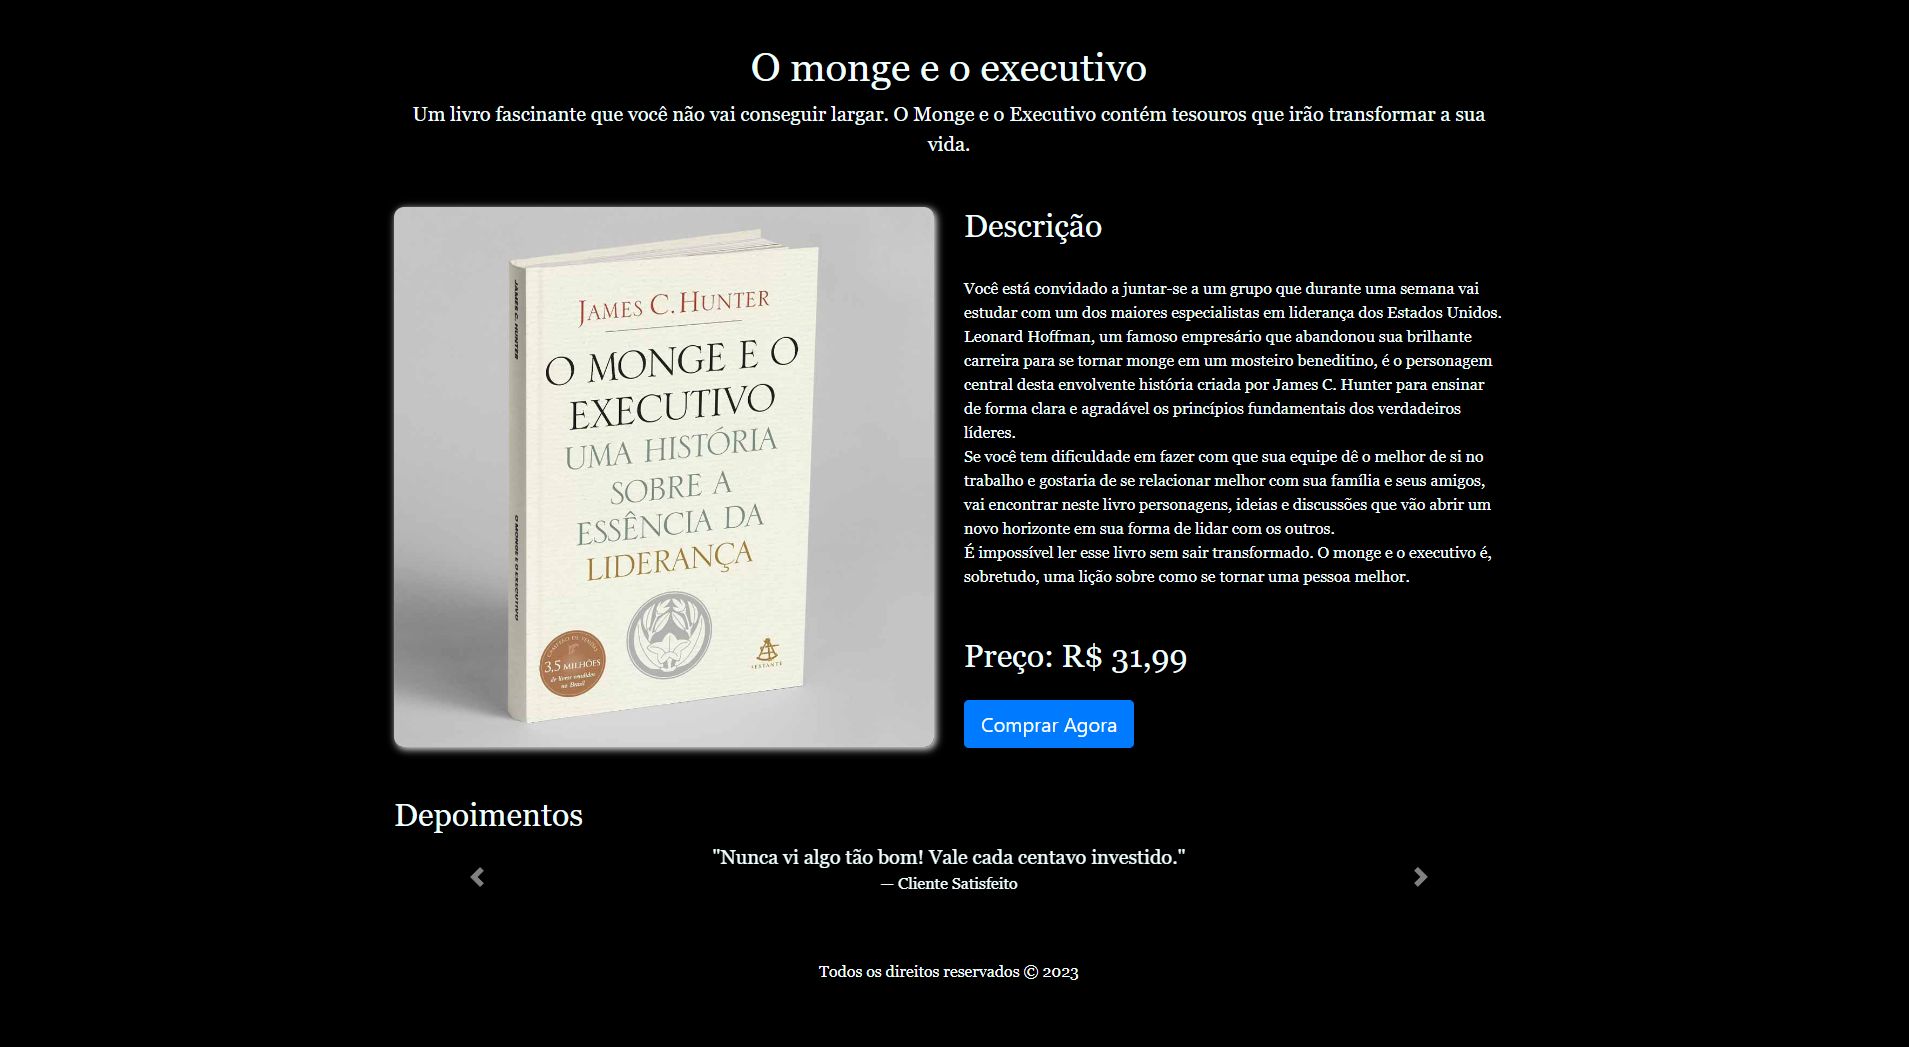 O monge e o executivo
Um livro fascinante que você não vai conseguir largar. O Monge e o Executivo contém tesouros que irão transformar a sua
vida.
JAMES C. HUNTER
O MONGE E O
EXECUTIVO
UMA HISTÓRIA
SOBRE A
ESSÊNCIA DA
LIDERANÇA
JAMES C. HUNTER
O MONGE E O EXECUTIVO
3,5 MILHÕES
de livros vendidos
no Brasil
SEXTANTE
Descrição
Você está convidado a juntar-se a um grupo que durante uma semana vai
estudar com um dos maiores especialistas em liderança dos Estados Unidos.
Leonard Hoffman, um famoso empresário que abandonou sua brilhante
carreira para se tornar monge em um mosteiro beneditino, é o personagem
central desta envolvente história criada por James C. Hunter para ensinar
de forma clara e agradável os princípios fundamentais dos verdadeiros
líderes.
Se você tem dificuldade em fazer com que sua equipe dê o melhor de si no
trabalho e gostaria de se relacionar melhor com sua família e seus amigos,
vai encontrar neste livro personagens, ideias e discussões que vão abrir um
novo horizonte em sua forma de lidar com os outros.
É impossível ler esse livro sem sair transformado. O monge e o executivo é,
sobretudo, uma lição sobre como se tornar uma pessoa melhor.
Preço: R$ 31,99
Comprar Agora
Depoimentos
"Nunca vi algo tão bom! Vale cada centavo investido."
— Cliente Satisfeito
Todos os direitos reservados © 2023